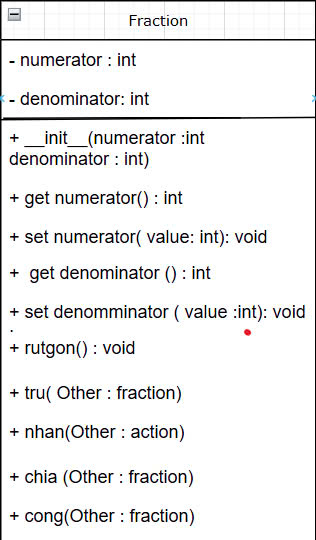 Fraction
- numerator : int
- denominator: int
+ __init__(numerator :int
denominator : int)
+ get numerator() : int
+ set numerator( value: int): void
+ get denominator () : int
+ set denomminator ( value :int): void
.
+ rutgon() : void
+ tru( Other : fraction)
+ nhan(Other : action)
+ chia (Other : fraction)
+ cong(Other : fraction)